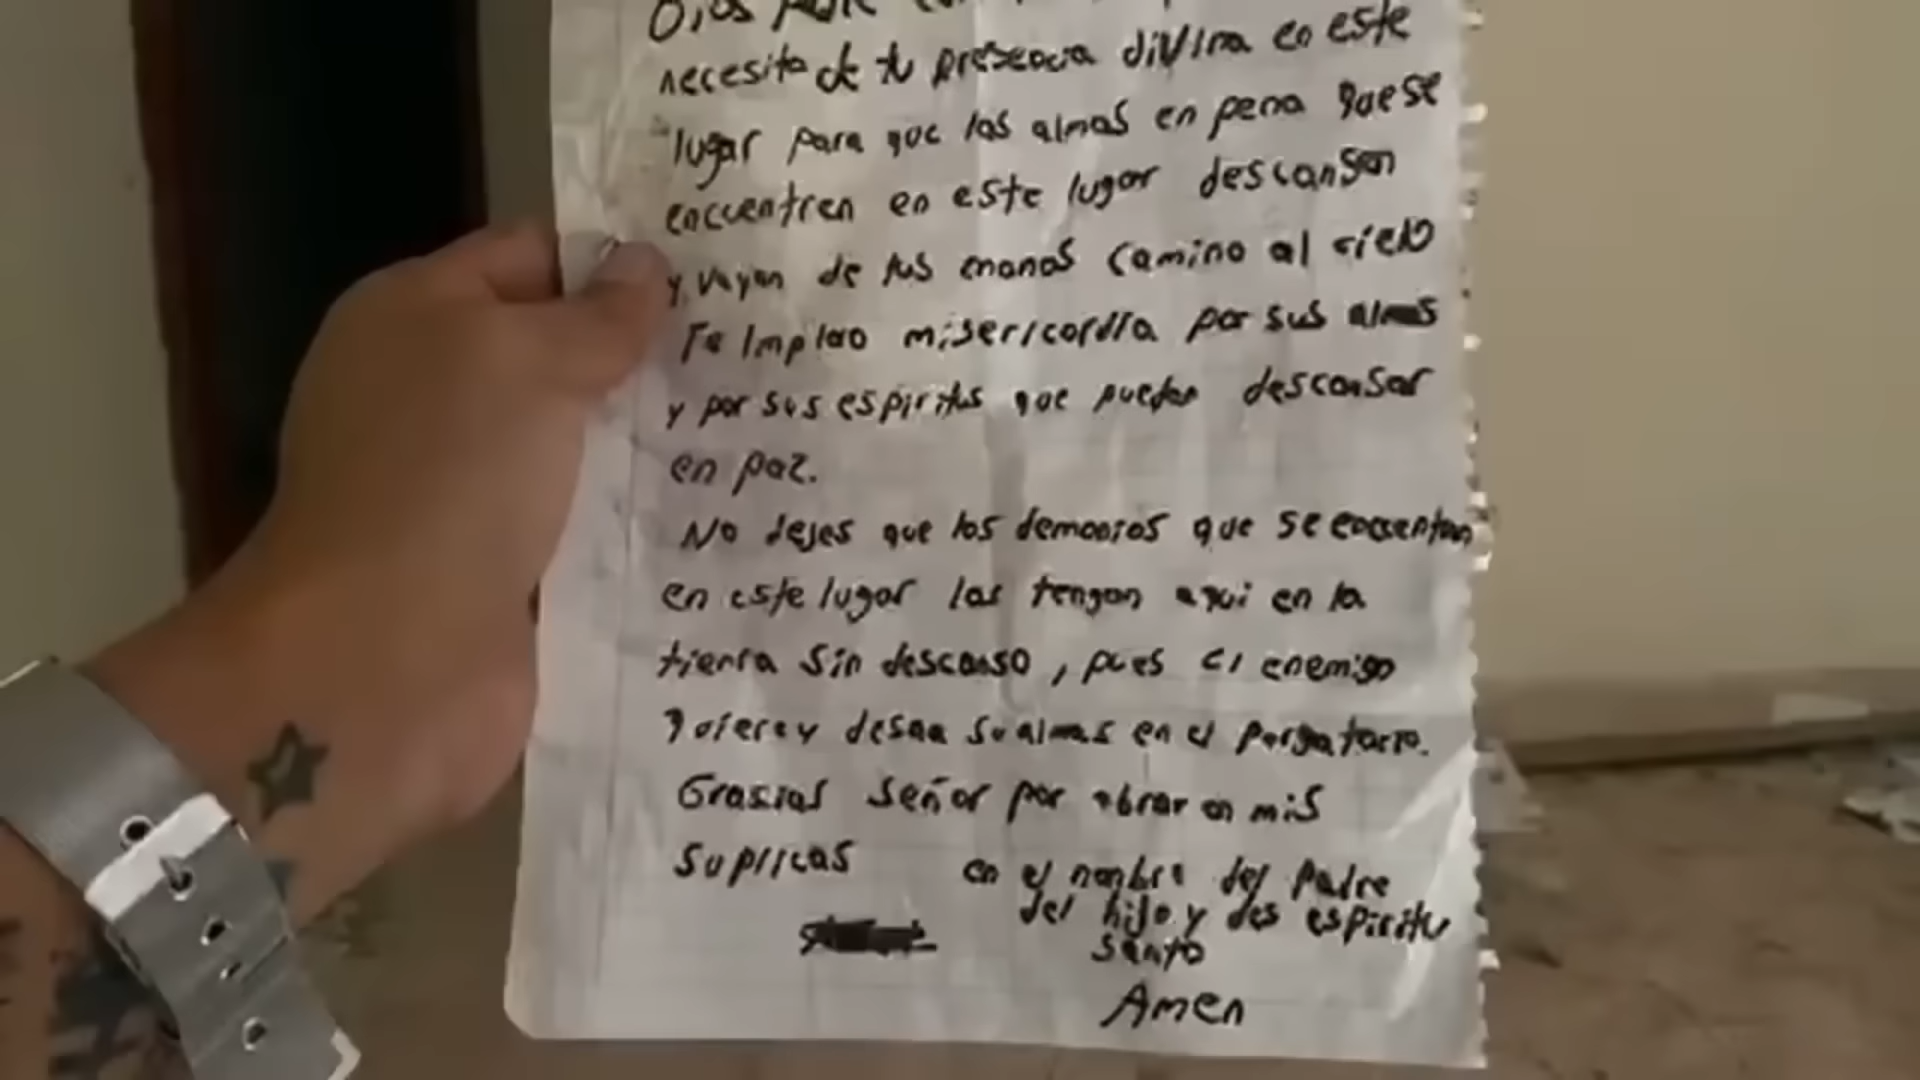 Dios
necesito de tu presencia divina en este
lugar para que las almas en pena que se
encuentren en este lugar descansen
y vayan de tus manos camino al cielo
Te Imploro misericordia por sus almas
y por sus espiritus que puedan descansar
en paz.
No dejes que los demonios que se encuentran
en este lugar las tengan aqui en la
tierra sin descanso, pues el enemigo
quiere y desea su almas en el purgatorio.
Grasias señor por obrar en mis
suplicas
en el nombre del Padre
del hijo y des espiritu
santo
Amen